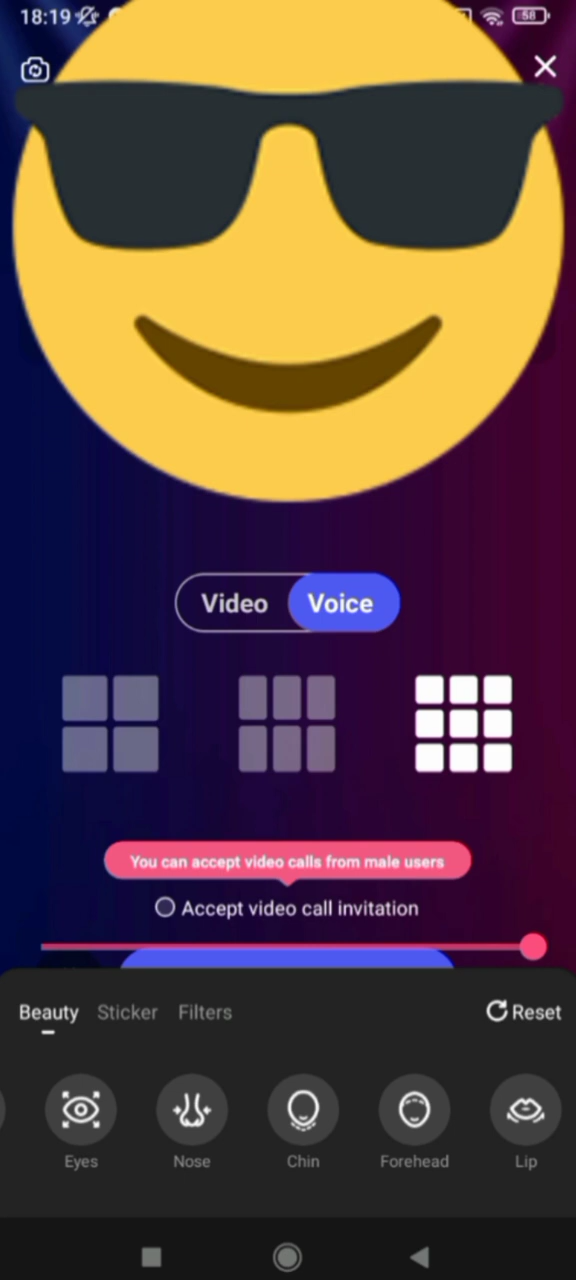 18:19
58
Video Voice
You can accept video calls from male users
Accept video call invitation
Beauty Sticker Filters Reset
Eyes Nose Chin Forehead Lip